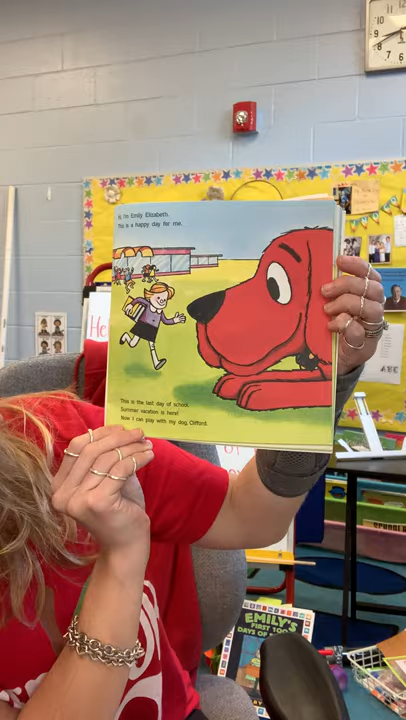 Hi, I'm Emily Elizabeth.
This is a happy day for me.
This is the last day of school.
Summer vacation is here!
Now I can play with my dog, Clifford.
EMILY'S
FIRST 100
DAYS OF